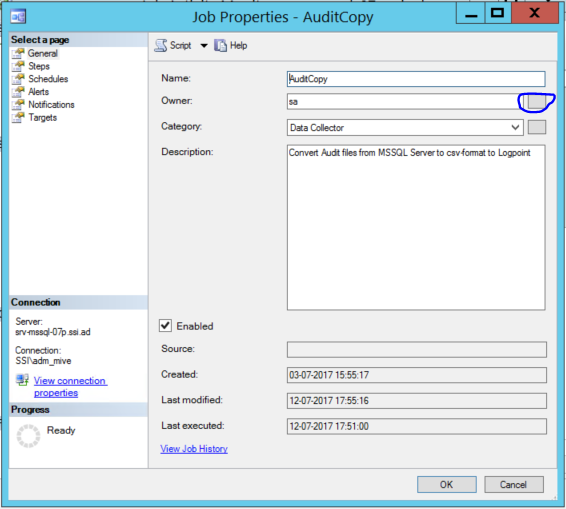 Job Properties - AuditCopy
Select a page
General
Steps
Schedules
Alerts
Notifications
Targets
Script
Help
Name:
AuditCopy
Owner:
sa
Category:
Data Collector
Description:
Convert Audit files from MSSQL Server to csv-format to Logpoint
Connection
Server:
srv-mssql-07p.ssi.ad
Connection:
SSI\adm_mive
View connection
properties
Progress
Ready
Enabled
Source:
Created:
03-07-2017 15:55:17
Last modified:
12-07-2017 17:55:16
Last executed:
12-07-2017 17:51:00
View Job History
OK
Cancel